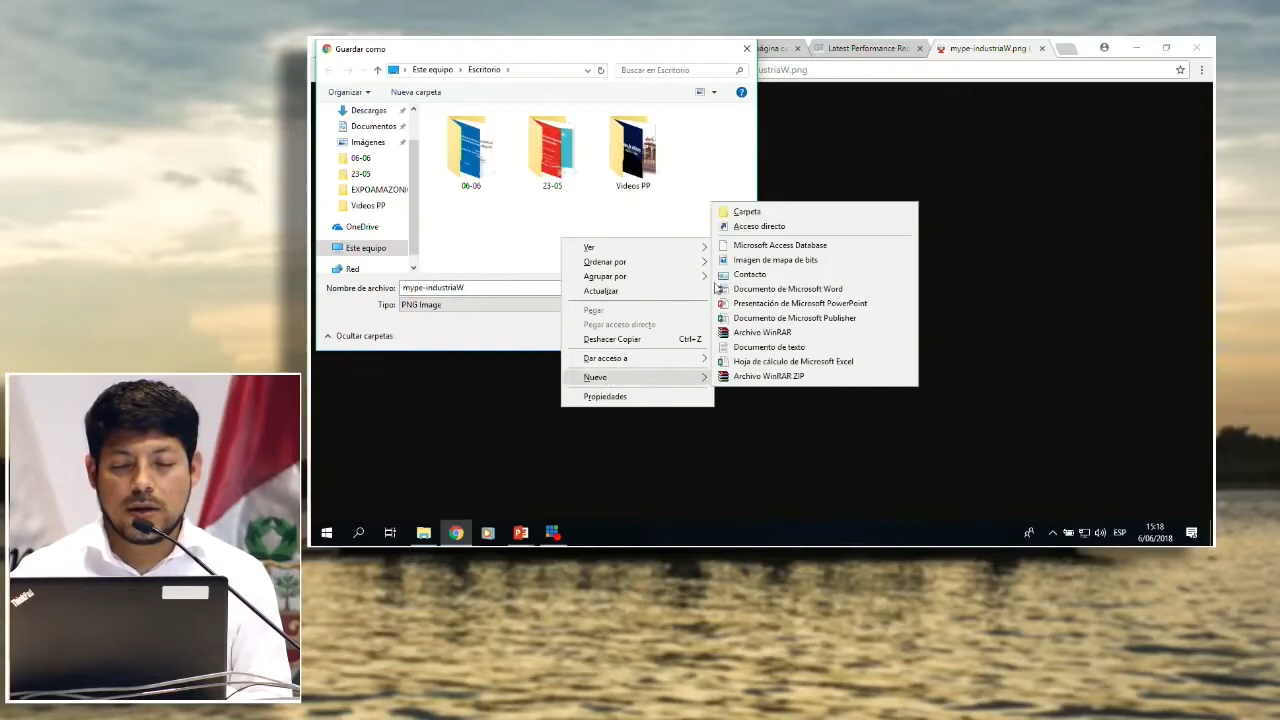 Guardar como
página c
Latest Performance Re
mype-industriaW.png (
Este equipo
Escritorio
Buscar en Escritorio
ustriaW.png
Organizar
Nueva carpeta
Descargas
Documentos
Imágenes
06-06
23-05
EXPOAMAZONI
Videos PP
OneDrive
Este equipo
Red
06-06
23-05
Videos PP
Nombre de archivo:
mype-industriaW
Tipo:
PNG Image
Ocultar carpetas
Ver
Ordenar por
Agrupar por
Actualizar
Pegar
Pegar acceso directo
Deshacer Copiar
Ctrl+Z
Dar acceso a
Nuevo
Propiedades
Carpeta
Acceso directo
Microsoft Access Database
Imagen de mapa de bits
Contacto
Documento de Microsoft Word
Presentación de Microsoft PowerPoint
Documento de Microsoft Publisher
Archivo WinRAR
Documento de texto
Hoja de cálculo de Microsoft Excel
Archivo WinRAR ZIP
ESP
15:18
6/06/2018
ThinkPad